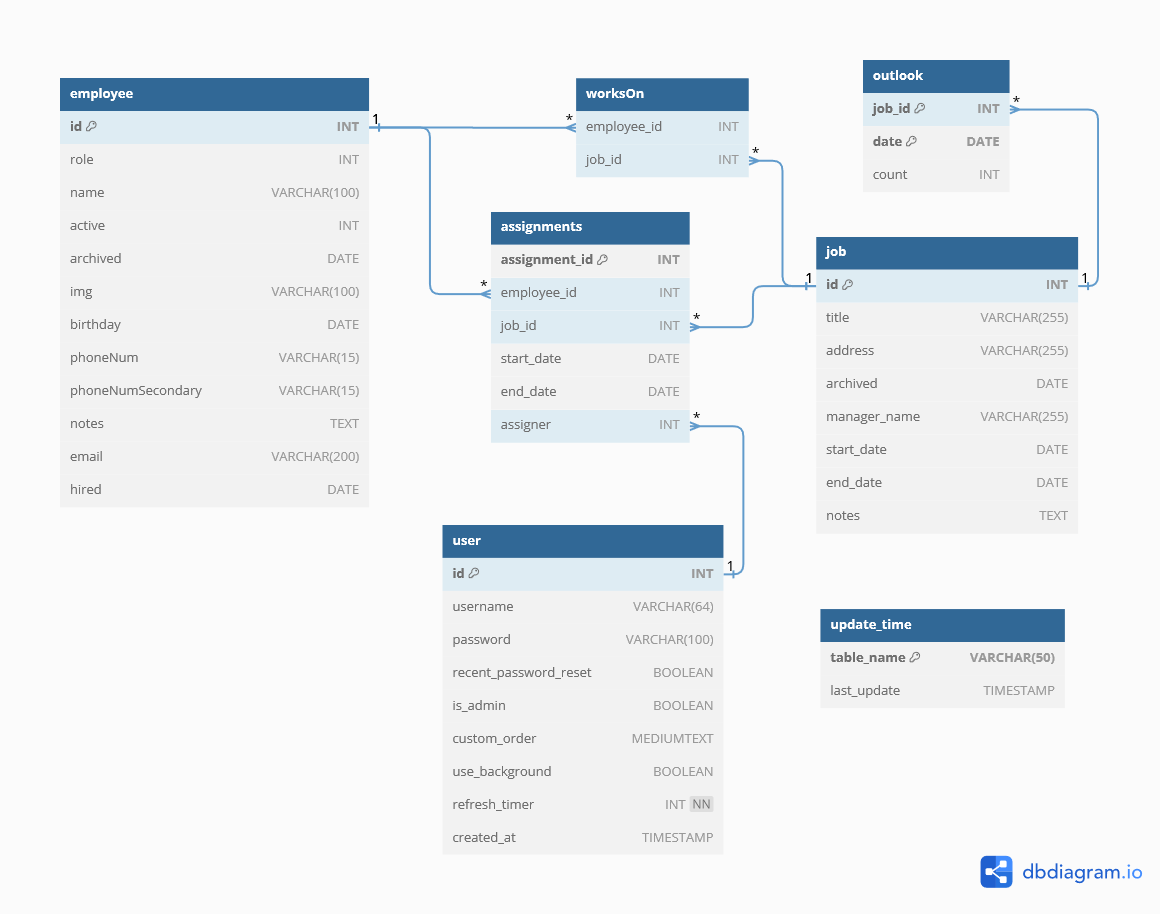 employee
id INT
role INT
name VARCHAR(100)
active INT
archived DATE
img VARCHAR(100)
birthday DATE
phoneNum VARCHAR(15)
phoneNumSecondary VARCHAR(15)
notes TEXT
email VARCHAR(200)
hired DATE
1
*
worksOn
employee_id INT
job_id INT
*
outlook
job_id INT
date DATE
count INT
*
assignments
assignment_id INT
employee_id INT
job_id INT
start_date DATE
end_date DATE
assigner INT
*
*
*
job
id INT
title VARCHAR(255)
address VARCHAR(255)
archived DATE
manager_name VARCHAR(255)
start_date DATE
end_date DATE
notes TEXT
1
1
user
id INT
username VARCHAR(64)
password VARCHAR(100)
recent_password_reset BOOLEAN
is_admin BOOLEAN
custom_order MEDIUMTEXT
use_background BOOLEAN
refresh_timer INT NN
created_at TIMESTAMP
1
update_time
table_name VARCHAR(50)
last_update TIMESTAMP
dbdiagram.io